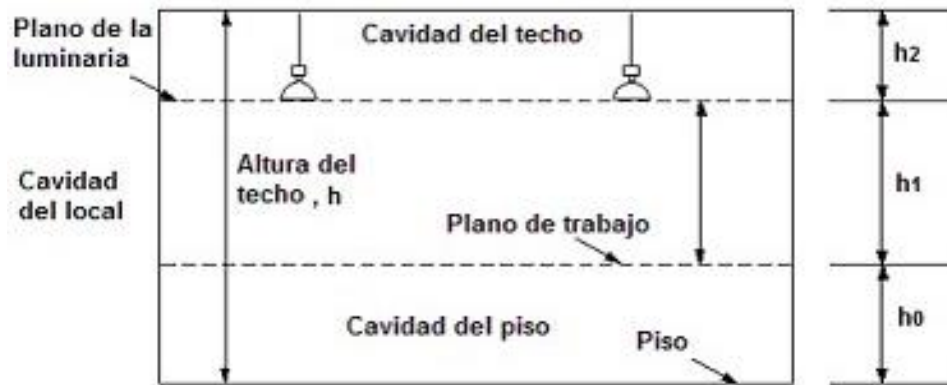 Plano de la
luminaria
Cavidad del techo
h2
Cavidad
del local
Altura del
techo , h
h1
Plano de trabajo
Cavidad del piso
h0
Piso